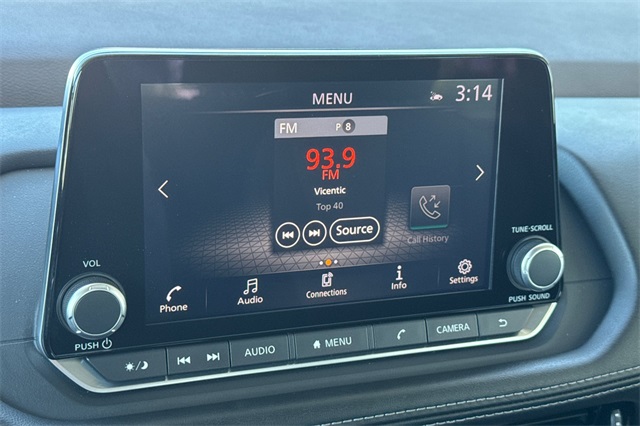 MENU 3:14
FM P 8
93.9
FM
Vicentic
Top 40
Source
Call History
VOL
PUSH
TUNE·SCROLL
PUSH SOUND
Phone Audio Connections Info Settings
AUDIO MENU CAMERA